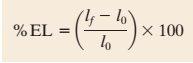 %EL = (l_f − l_0 / l_0) × 100